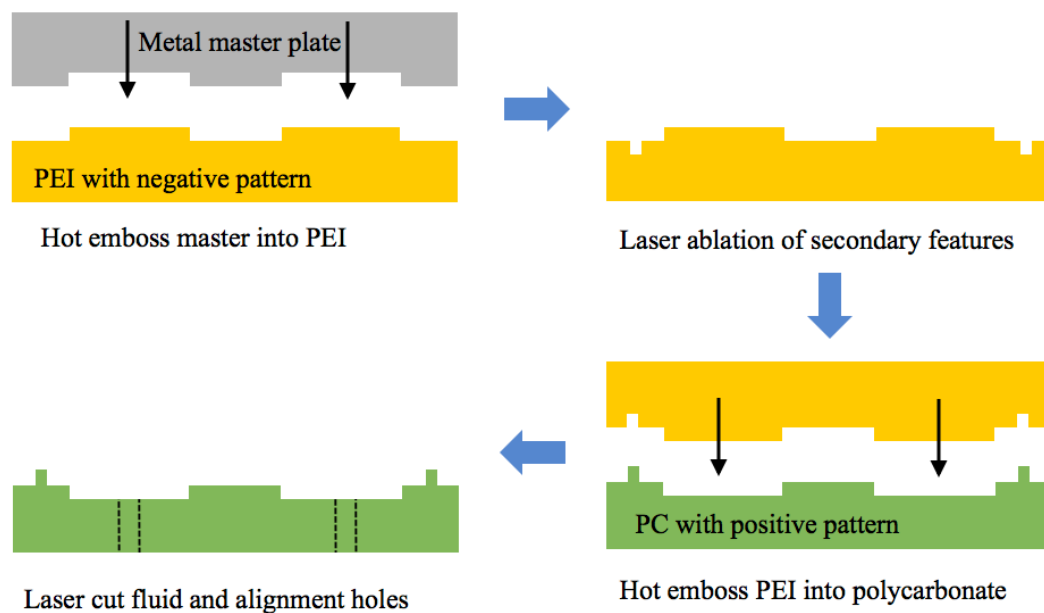 Metal master plate
PEI with negative pattern
Hot emboss master into PEI
Laser ablation of secondary features
PC with positive pattern
Hot emboss PEI into polycarbonate
Laser cut fluid and alignment holes